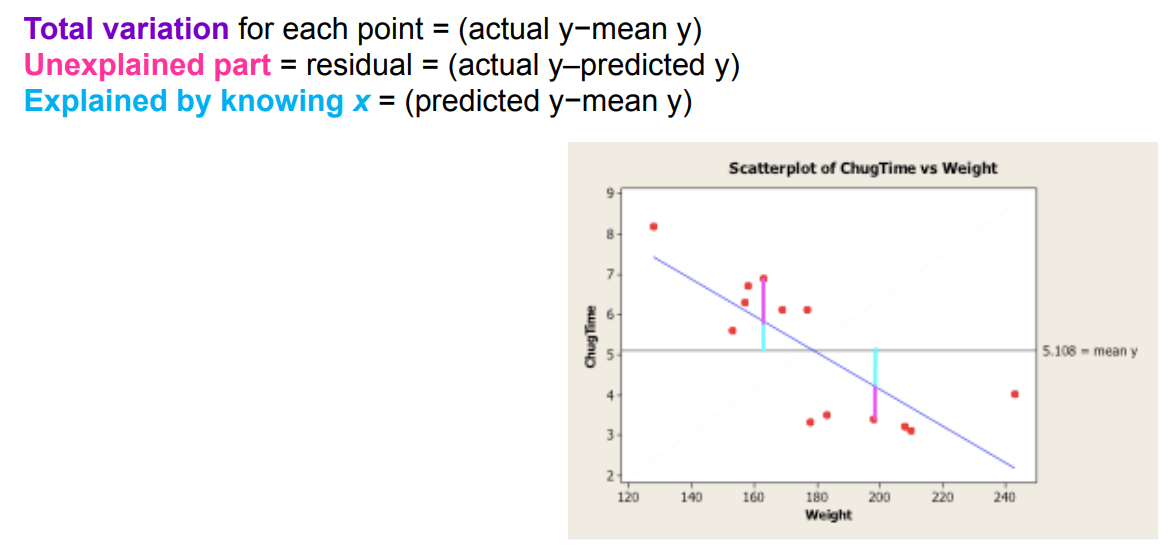 Total variation for each point = (actual y−mean y)
Unexplained part = residual = (actual y–predicted y)
Explained by knowing x = (predicted y−mean y)
Scatterplot of ChugTime vs Weight
9
8
7
6
5
4
3
2
ChugTime
5.108 = mean y
120 140 160 180 200 220 240
Weight